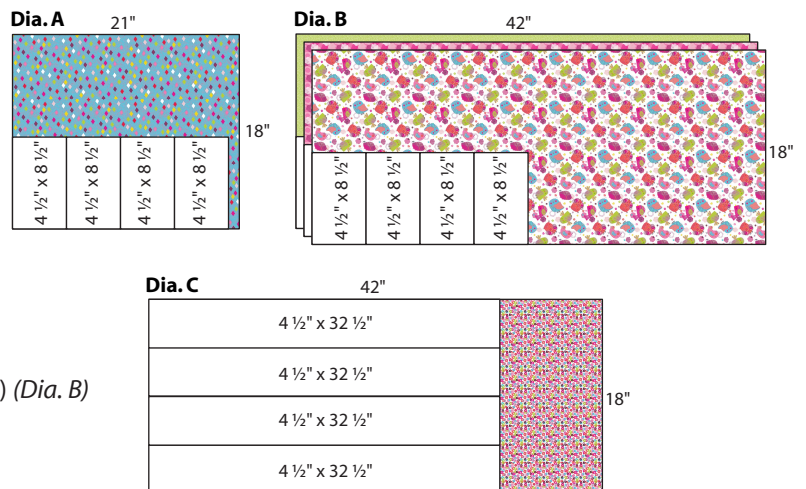 Dia. A
21"
18"
4 ½" x 8 ½"
4 ½" x 8 ½"
4 ½" x 8 ½"
4 ½" x 8 ½"
Dia. B
42"
18"
4 ½" x 8 ½"
4 ½" x 8 ½"
4 ½" x 8 ½"
4 ½" x 8 ½"
Dia. C
42"
4 ½" x 32 ½"
4 ½" x 32 ½"
4 ½" x 32 ½"
4 ½" x 32 ½"
18"
) (Dia. B)